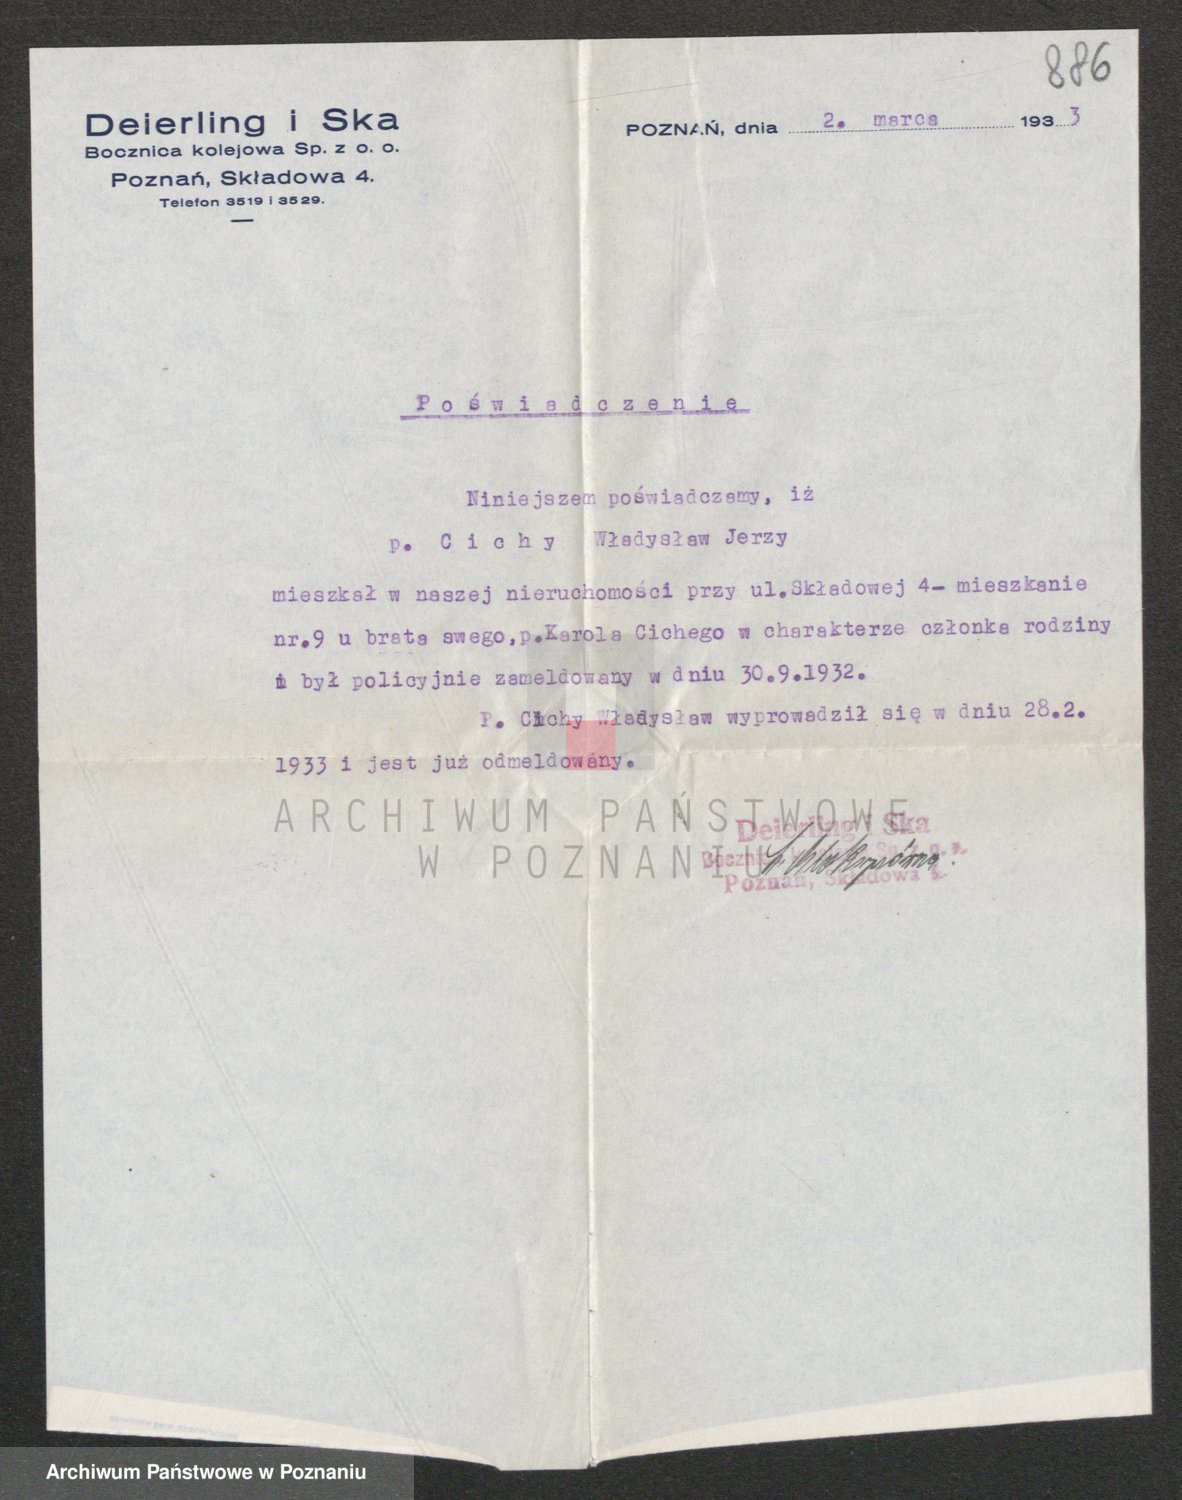 886
Deierling i Ska
Bocznica kolejowa Sp. z o. o.
Poznań, Składowa 4.
Telefon 3519 i 3529.
POZNAŃ, dnia 2. marca 1933
Poświadczenie
Niniejszem poświadczamy, iż
p. Cichy Władysław Jerzy
mieszkał w naszej nieruchomości przy ul.Składowej 4- mieszkanie
nr.9 u brata swego,p.Karola Cichego w charakterze członka rodziny
i był policyjnie zameldowany w dniu 30.9.1932.
P. Cichy Władysław wyprowadził się w dniu 28.2.
1933 i jest już odmeldowany.
ARCHIWUM PAŃSTWOWE
W POZNANIU
Deierling i Ska
Sp. z o. o.
Poznań, Składowa 4.
Archiwum Państwowe w Poznaniu